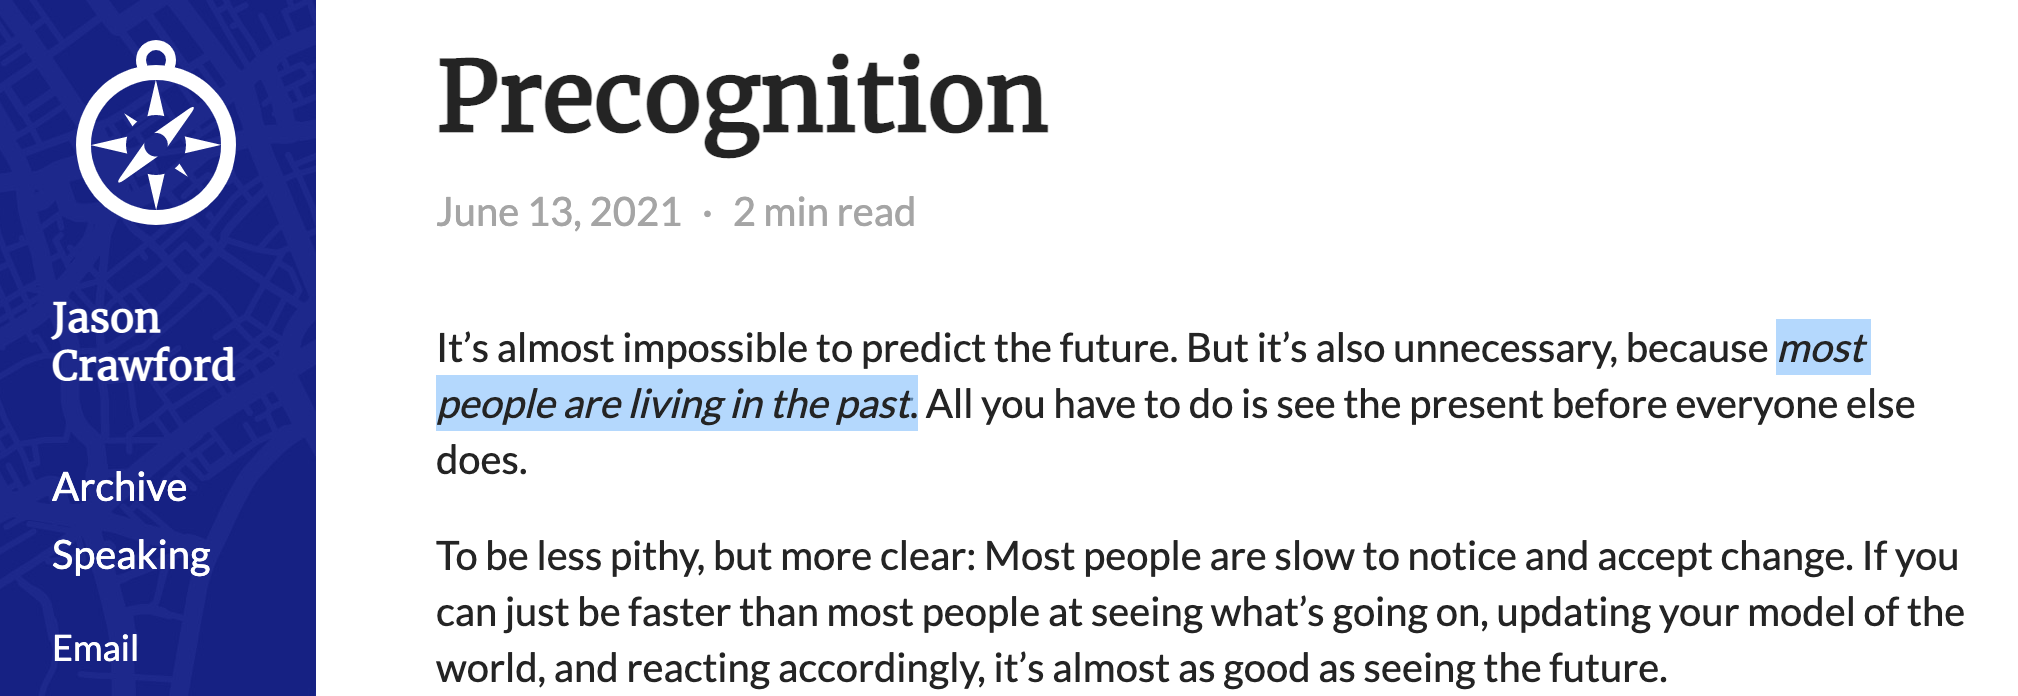 Jason
Crawford
Archive
Speaking
Email
Precognition
June 13, 2021 · 2 min read
It’s almost impossible to predict the future. But it’s also unnecessary, because most
people are living in the past. All you have to do is see the present before everyone else
does.
To be less pithy, but more clear: Most people are slow to notice and accept change. If you
can just be faster than most people at seeing what’s going on, updating your model of the
world, and reacting accordingly, it’s almost as good as seeing the future.